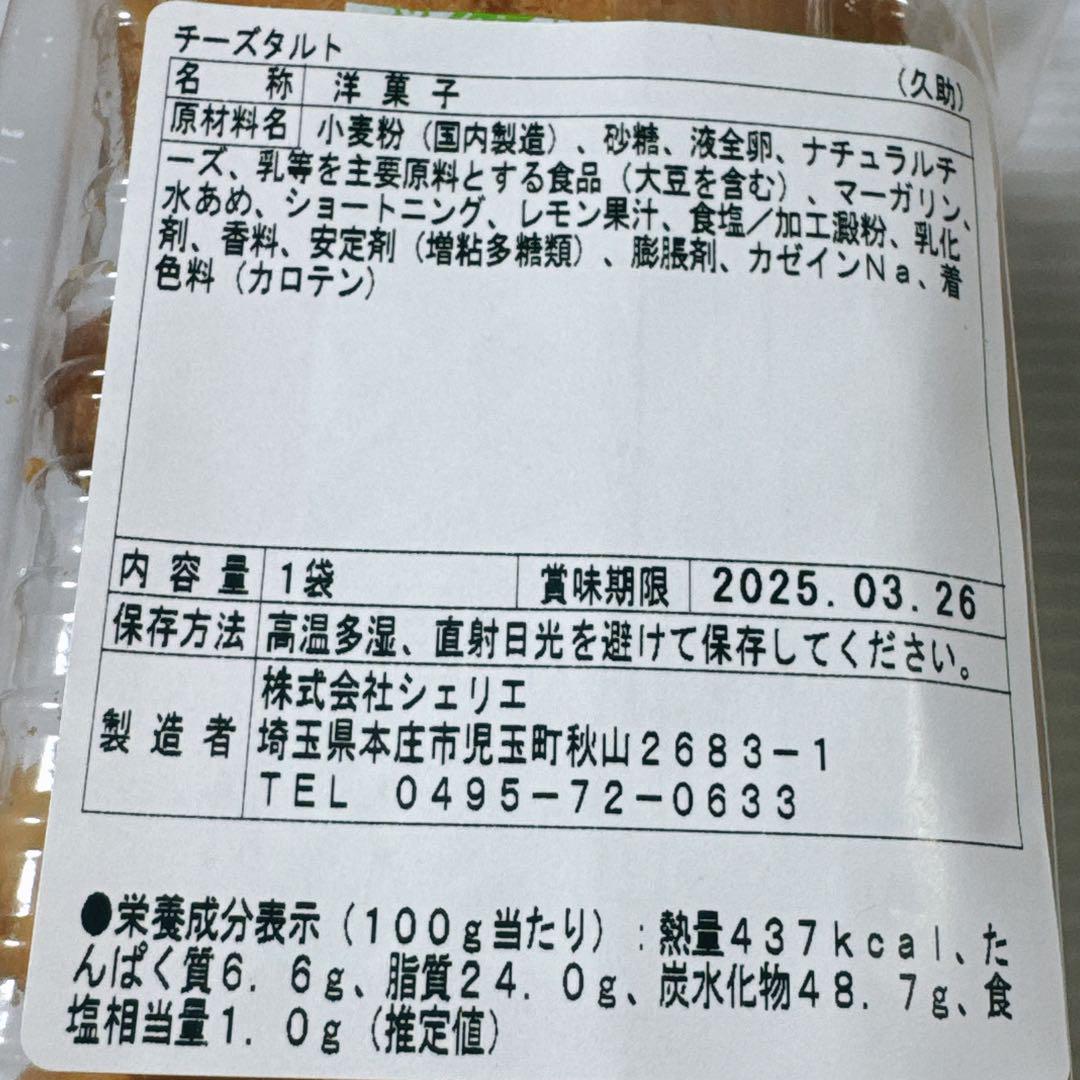 チーズタルト
(久助)
名称 洋菓子
原材料名 小麦粉(国内製造)、砂糖、液全卵、ナチュラルチ
ーズ、乳等を主要原料とする食品(大豆を含む)、マーガリン、
水あめ、ショートニング、レモン果汁、食塩/加工澱粉、乳化
剤、香料、安定剤(増粘多糖類)、膨脹剤、カゼインNa、着
色料(カロテン)
内容量 1袋 賞味期限 2025.03.26
保存方法 高温多湿、直射日光を避けて保存してください。
製造者 株式会社シェリエ
埼玉県本庄市児玉町秋山2683-1
TEL 0495-72-0633
●栄養成分表示(100g当たり):熱量437kcal、た
んぱく質6.6g、脂質24.0g、炭水化物48.7g、食
塩相当量1.0g(推定値)